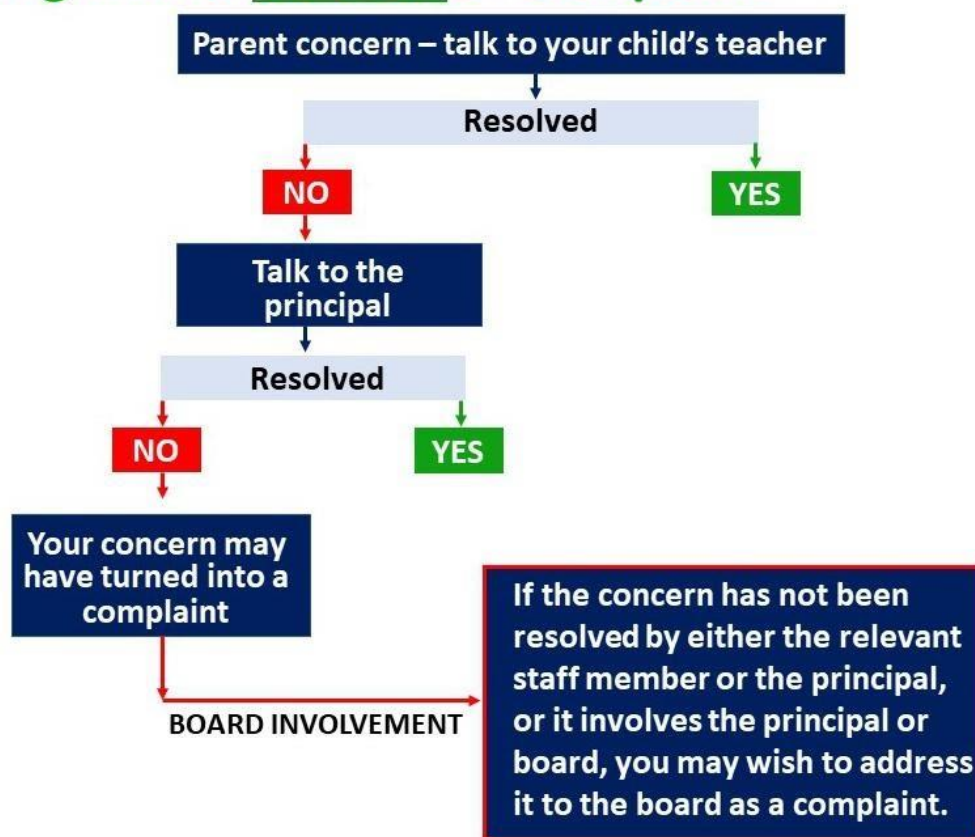 Parent concern – talk to your child's teacher
Resolved
NO
YES
Talk to the
principal
Resolved
NO
YES
Your concern may
have turned into a
complaint
BOARD INVOLVEMENT
If the concern has not been
resolved by either the relevant
staff member or the principal,
or it involves the principal or
board, you may wish to address
it to the board as a complaint.